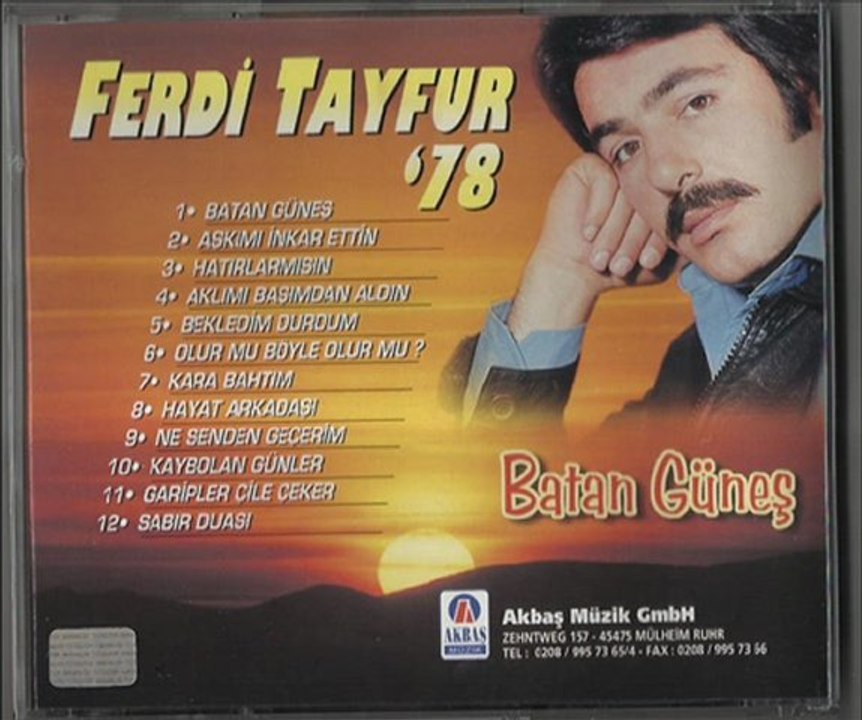 FERDİ TAYFUR
'78
1• BATAN GÜNEŞ
2• AŞKIMI İNKAR ETTİN
3• HATIRLARMISIN
4• AKLIMI BAŞIMDAN ALDIN
5• BEKLEDİM DURDUM
6• OLUR MU BÖYLE OLUR MU ?
7• KARA BAHTIM
8• HAYAT ARKADAŞI
9• NE SENDEN GEÇERİM
10• KAYBOLAN GÜNLER
11• GARİPLER ÇİLE ÇEKER
12• SABIR DUASI
Batan Güneş
AKBAŞ
MÜZİK
Akbaş Müzik GmbH
ZEHNTWEG 157 - 45475 MÜLHEİM RUHR
TEL : 0208 / 995 73 65/4 - FAX : 0208 / 995 73 66